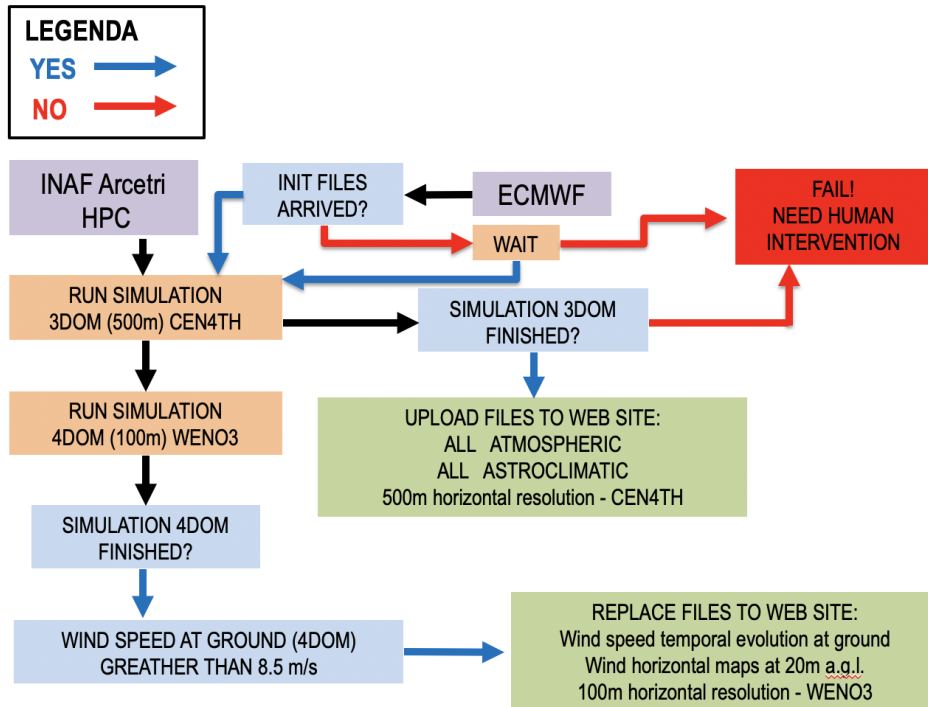 LEGENDA
YES
NO
INAF Arcetri
HPC
INIT FILES
ARRIVED?
ECMWF
WAIT
FAIL!
NEED HUMAN
INTERVENTION
RUN SIMULATION
3DOM (500m) CEN4TH
SIMULATION 3DOM
FINISHED?
RUN SIMULATION
4DOM (100m) WENO3
UPLOAD FILES TO WEB SITE:
ALL ATMOSPHERIC
ALL ASTROCLIMATIC
500m horizontal resolution - CEN4TH
SIMULATION 4DOM
FINISHED?
WIND SPEED AT GROUND (4DOM)
GREATHER THAN 8.5 m/s
REPLACE FILES TO WEB SITE:
Wind speed temporal evolution at ground
Wind horizontal maps at 20m a.g.l.
100m horizontal resolution - WENO3